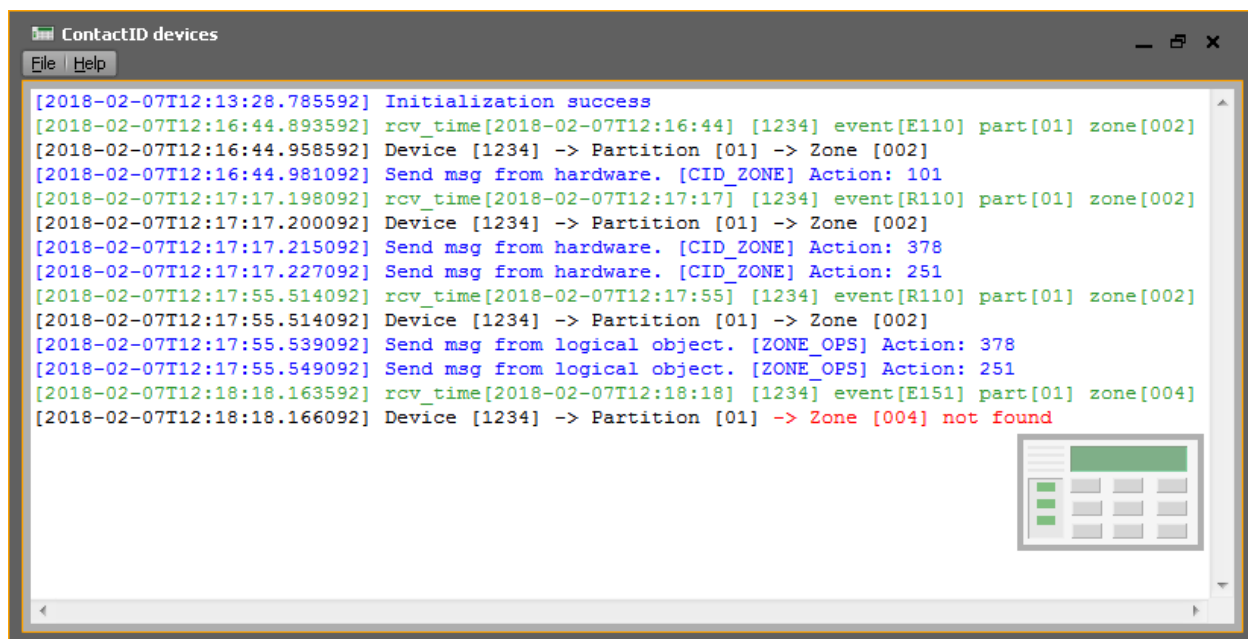 ContactID devices
File Help
[2018-02-07T12:13:28.785592] Initialization success
[2018-02-07T12:16:44.893592] rcv_time[2018-02-07T12:16:44] [1234] event[E110] part[01] zone[002]
[2018-02-07T12:16:44.958592] Device [1234] -> Partition [01] -> Zone [002]
[2018-02-07T12:16:44.981092] Send msg from hardware. [CID_ZONE] Action: 101
[2018-02-07T12:17:17.198092] rcv_time[2018-02-07T12:17:17] [1234] event[R110] part[01] zone[002]
[2018-02-07T12:17:17.200092] Device [1234] -> Partition [01] -> Zone [002]
[2018-02-07T12:17:17.215092] Send msg from hardware. [CID_ZONE] Action: 378
[2018-02-07T12:17:17.227092] Send msg from hardware. [CID_ZONE] Action: 251
[2018-02-07T12:17:55.514092] rcv_time[2018-02-07T12:17:55] [1234] event[R110] part[01] zone[002]
[2018-02-07T12:17:55.514092] Device [1234] -> Partition [01] -> Zone [002]
[2018-02-07T12:17:55.539092] Send msg from logical object. [ZONE_OPS] Action: 378
[2018-02-07T12:17:55.549092] Send msg from logical object. [ZONE_OPS] Action: 251
[2018-02-07T12:18:18.163592] rcv_time[2018-02-07T12:18:18] [1234] event[E151] part[01] zone[004]
[2018-02-07T12:18:18.166092] Device [1234] -> Partition [01] -> Zone [004] not found